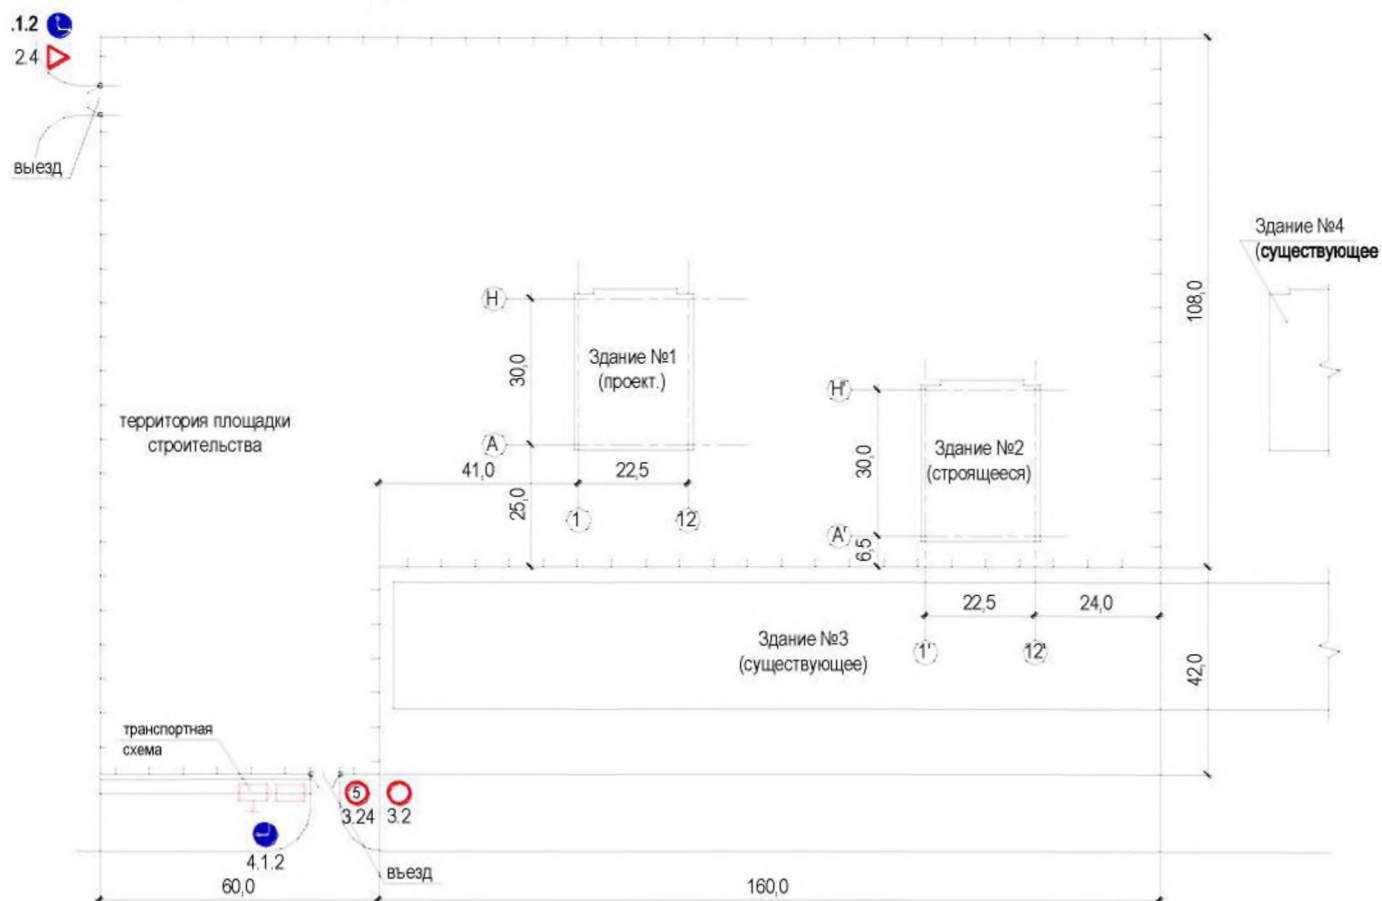 .1.2
2.4
выезд
Здание №4
(существующее
108,0
Н
30,0
Здание №1
(проект.)
Н'
территория площадки
строительства
А
30,0
Здание №2
(строящееся)
41,0
22,5
25,0
1
12
А'
6,5
22,5
24,0
Здание №3
(существующее)
1'
12'
42,0
транспортная
схема
5
3.24
3.2
4.1.2
въезд
60,0
160,0